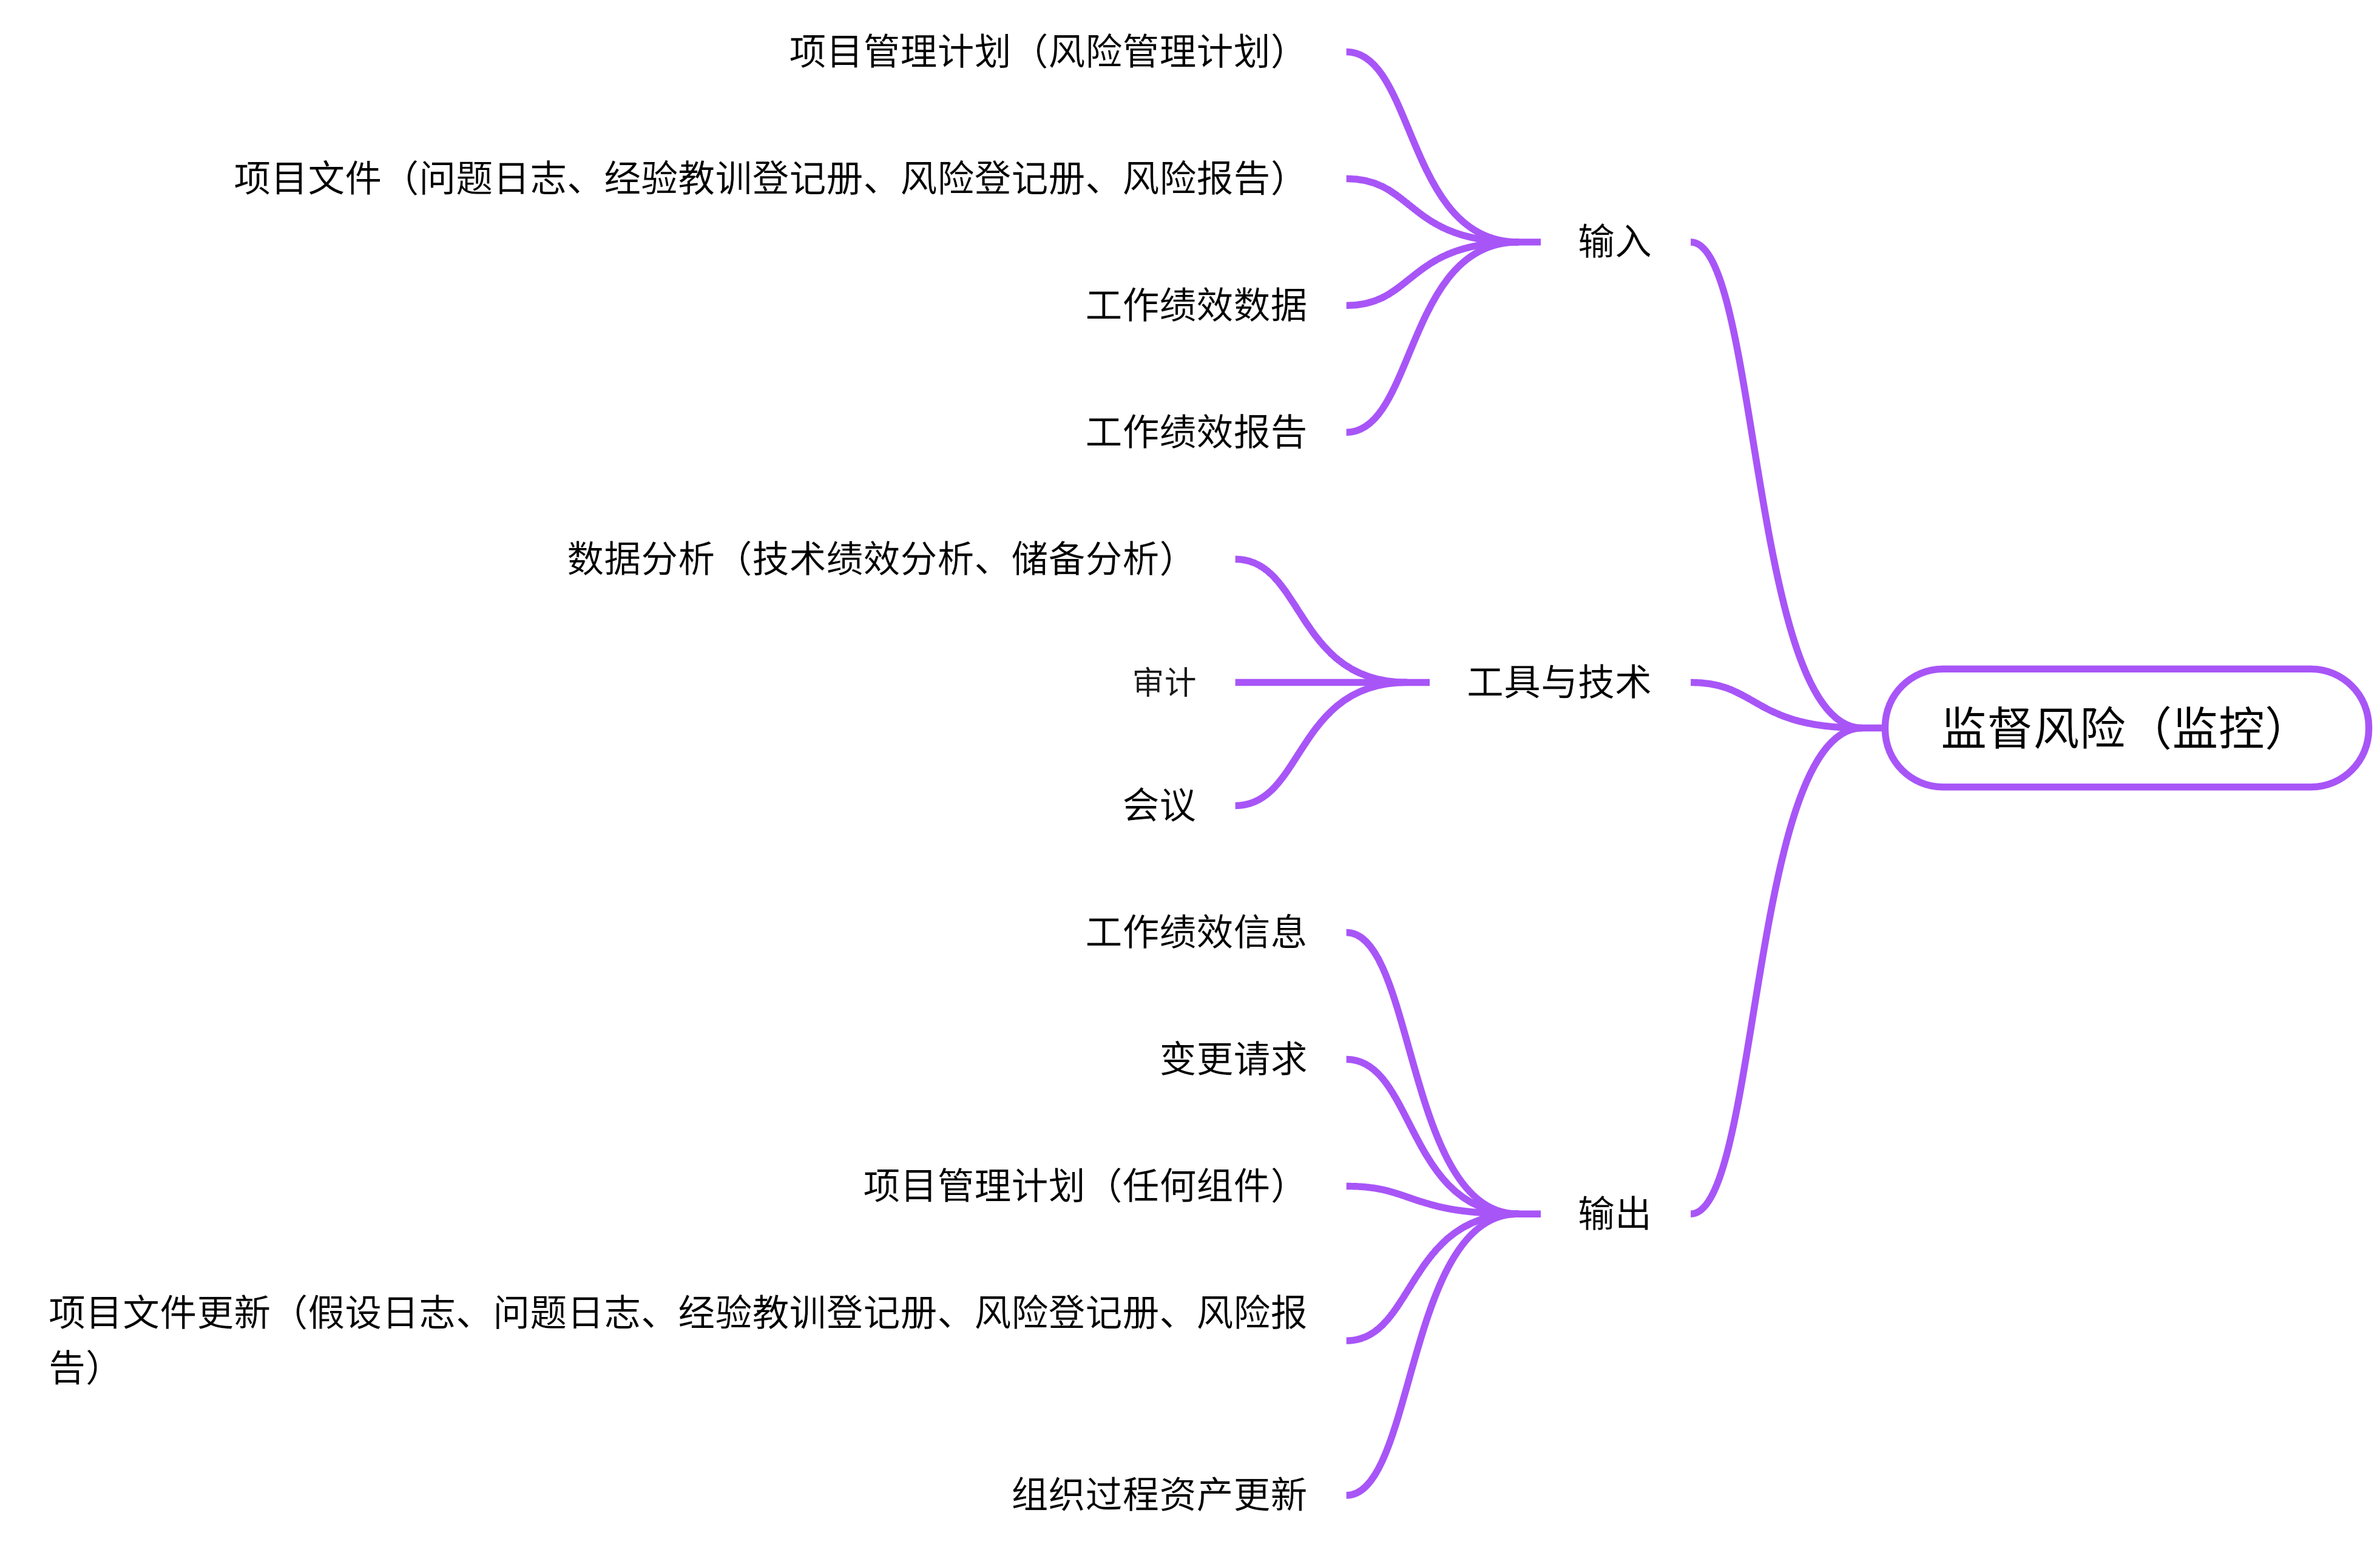 项目管理计划（风险管理计划）
项目文件（问题日志、经验教训登记册、风险登记册、风险报告）
输入
工作绩效数据
工作绩效报告
数据分析（技术绩效分析、储备分析）
审计
工具与技术
监督风险（监控）
会议
工作绩效信息
变更请求
项目管理计划（任何组件）
输出
项目文件更新（假设日志、问题日志、经验教训登记册、风险登记册、风险报
告）
组织过程资产更新